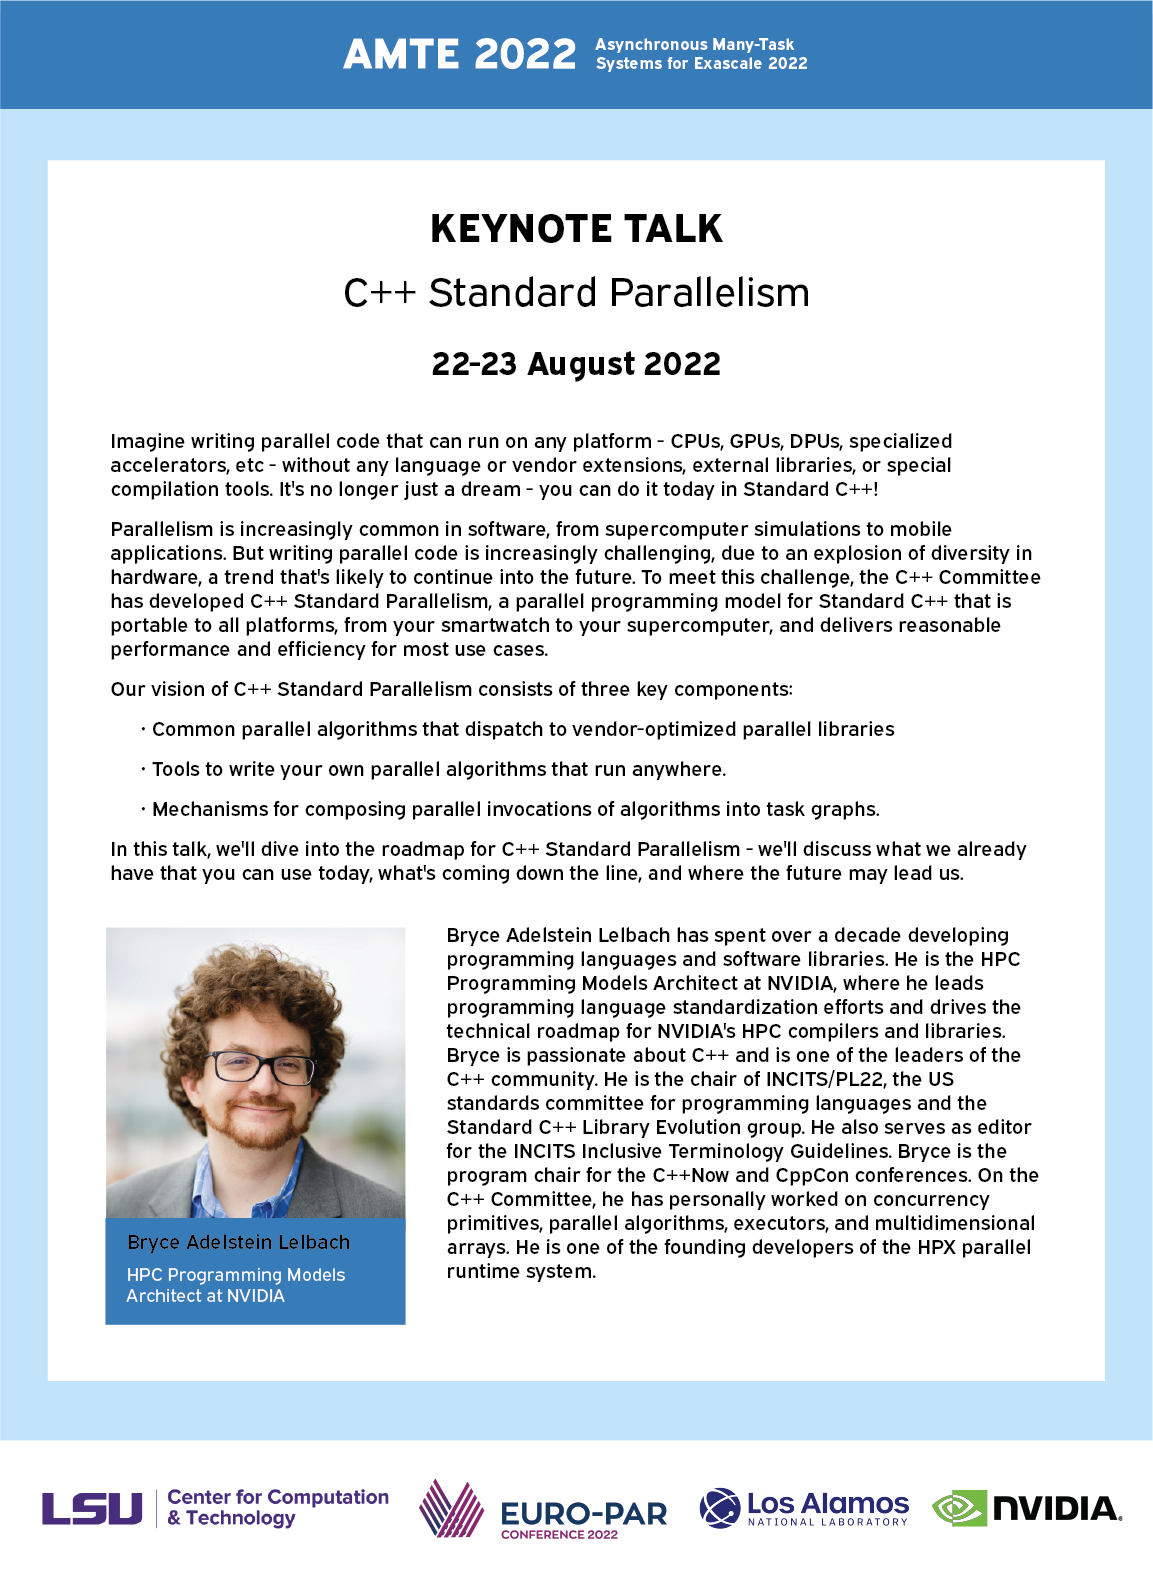 AMTE 2022
Asynchronous Many-Task
Systems for Exascale 2022
KEYNOTE TALK
C++ Standard Parallelism
22-23 August 2022
Imagine writing parallel code that can run on any platform - CPUs, GPUs, DPUs, specialized
accelerators, etc - without any language or vendor extensions, external libraries, or special
compilation tools. It's no longer just a dream - you can do it today in Standard C++!
Parallelism is increasingly common in software, from supercomputer simulations to mobile
applications. But writing parallel code is increasingly challenging, due to an explosion of diversity in
hardware, a trend that's likely to continue into the future. To meet this challenge, the C++ Committee
has developed C++ Standard Parallelism, a parallel programming model for Standard C++ that is
portable to all platforms, from your smartwatch to your supercomputer, and delivers reasonable
performance and efficiency for most use cases.
Our vision of C++ Standard Parallelism consists of three key components:
· Common parallel algorithms that dispatch to vendor-optimized parallel libraries
· Tools to write your own parallel algorithms that run anywhere.
· Mechanisms for composing parallel invocations of algorithms into task graphs.
In this talk, we'll dive into the roadmap for C++ Standard Parallelism - we'll discuss what we already
have that you can use today, what's coming down the line, and where the future may lead us.
Bryce Adelstein Lelbach has spent over a decade developing
programming languages and software libraries. He is the HPC
Programming Models Architect at NVIDIA, where he leads
programming language standardization efforts and drives the
technical roadmap for NVIDIA's HPC compilers and libraries.
Bryce is passionate about C++ and is one of the leaders of the
C++ community. He is the chair of INCITS/PL22, the US
standards committee for programming languages and the
Standard C++ Library Evolution group. He also serves as editor
for the INCITS Inclusive Terminology Guidelines. Bryce is the
program chair for the C++Now and CppCon conferences. On the
C++ Committee, he has personally worked on concurrency
primitives, parallel algorithms, executors, and multidimensional
arrays. He is one of the founding developers of the HPX parallel
runtime system.
Bryce Adelstein Lelbach
HPC Programming Models
Architect at NVIDIA
LSU
Center for Computation
& Technology
EURO-PAR
CONFERENCE 2022
Los Alamos
NATIONAL LABORATORY
NVIDIA®